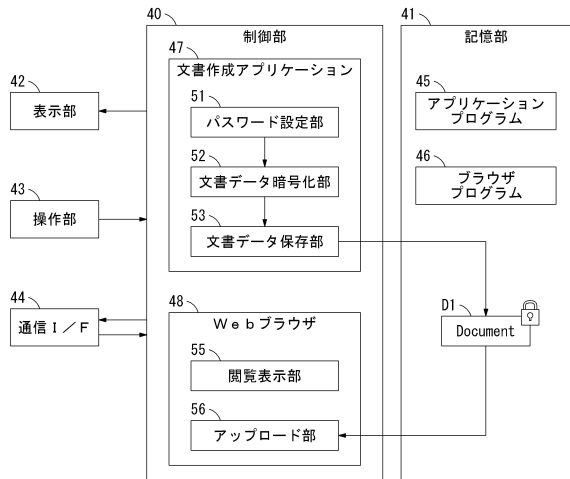 40
制御部
41
記憶部
42
表示部
47
文書作成アプリケーション
51
パスワード設定部
45
アプリケーション
プログラム
52
文書データ暗号化部
46
ブラウザ
プログラム
43
操作部
53
文書データ保存部
44
通信Ｉ／Ｆ
48
Ｗｅｂブラウザ
D1
Document
55
閲覧表示部
56
アップロード部